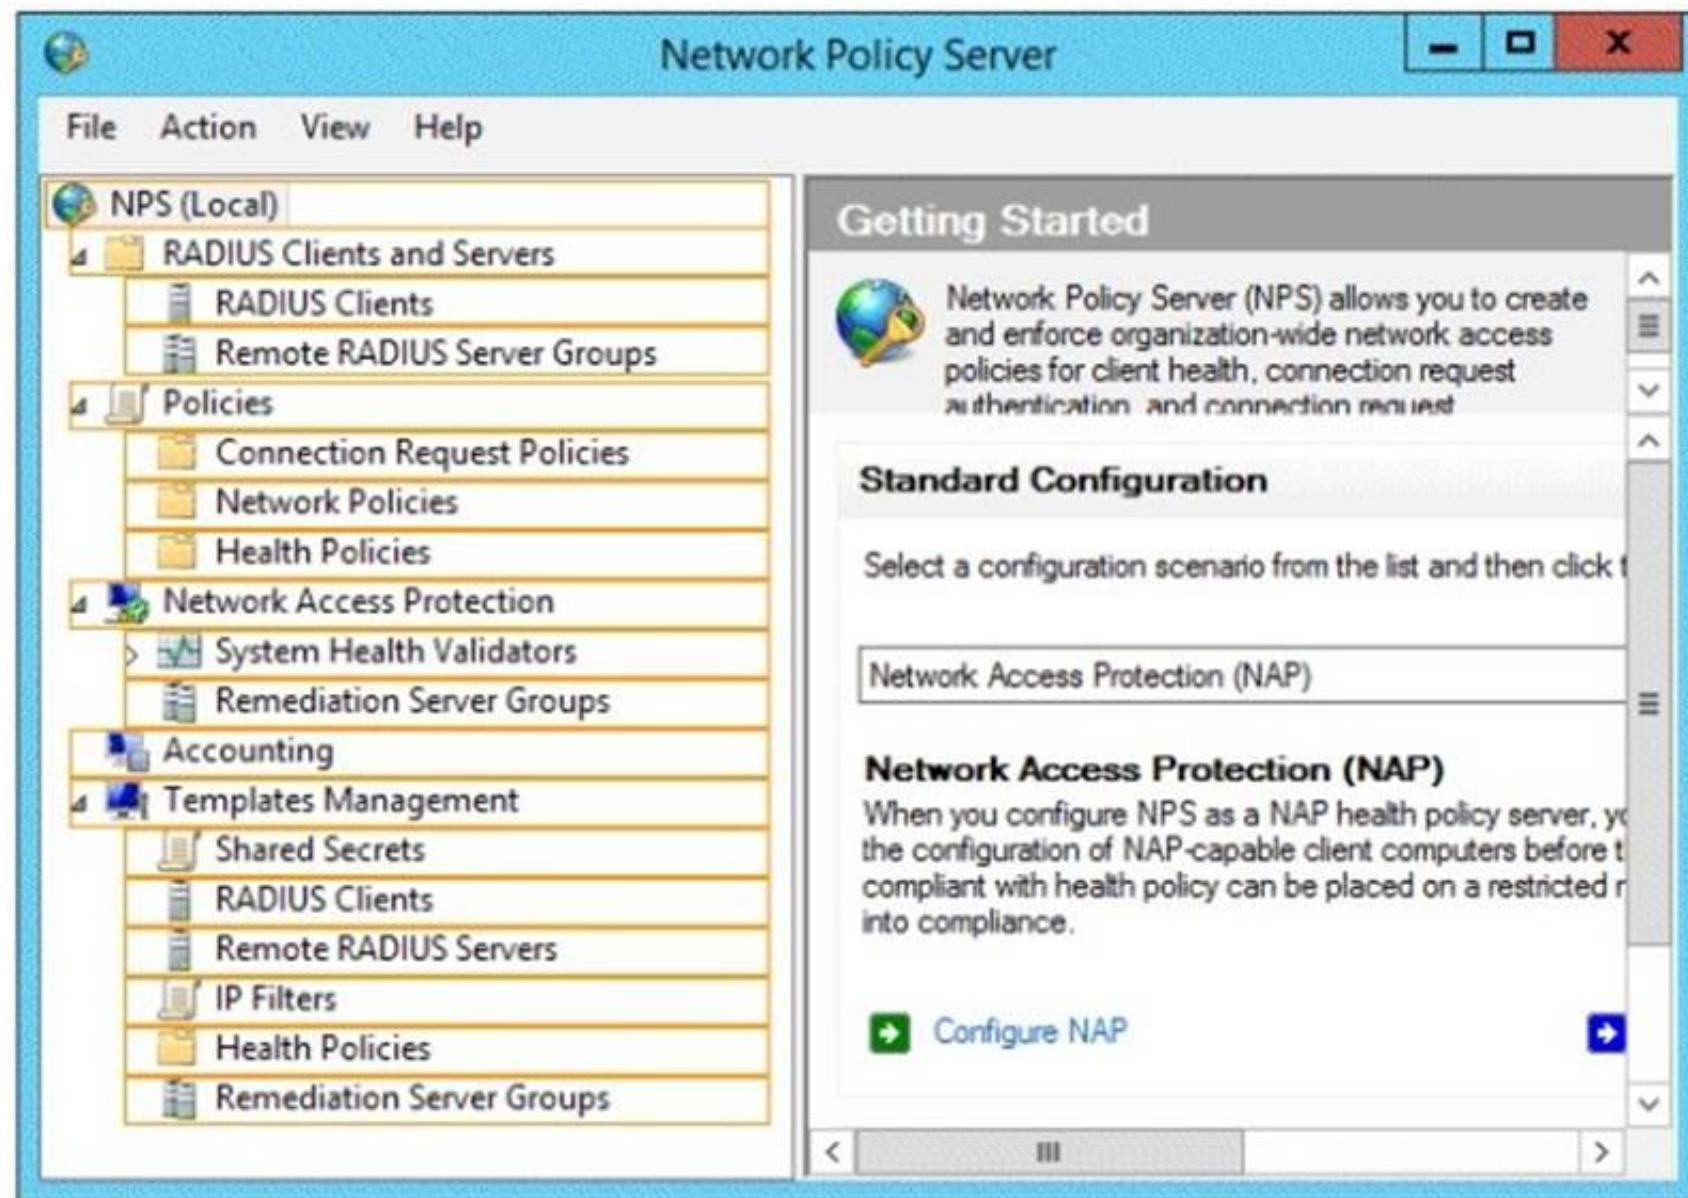 Network Policy Server
File Action View Help
NPS (Local)
RADIUS Clients and Servers
RADIUS Clients
Remote RADIUS Server Groups
Policies
Connection Request Policies
Network Policies
Health Policies
Network Access Protection
System Health Validators
Remediation Server Groups
Accounting
Templates Management
Shared Secrets
RADIUS Clients
Remote RADIUS Servers
IP Filters
Health Policies
Remediation Server Groups
Getting Started
Network Policy Server (NPS) allows you to create
and enforce organization-wide network access
policies for client health, connection request
authentication, and connection request
Standard Configuration
Select a configuration scenario from the list and then click t
Network Access Protection (NAP)
Network Access Protection (NAP)
When you configure NPS as a NAP health policy server, yo
the configuration of NAP-capable client computers before t
compliant with health policy can be placed on a restricted r
into compliance.
Configure NAP